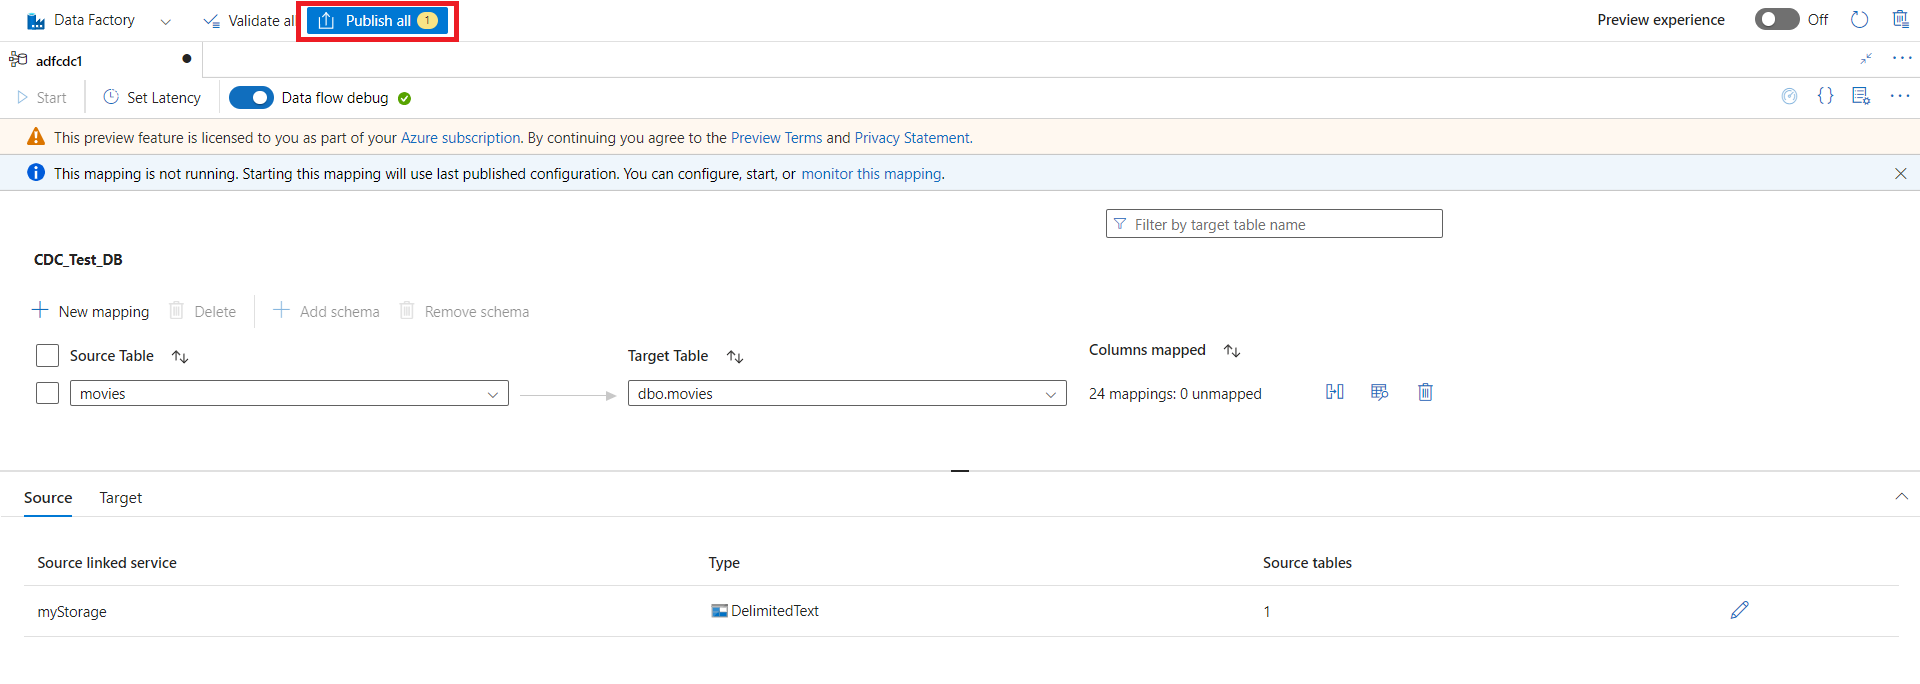 Data Factory Validate al Publish all 1 Preview experience Off
adfcdc1
Start Set Latency Data flow debug
This preview feature is licensed to you as part of your Azure subscription. By continuing you agree to the Preview Terms and Privacy Statement.
This mapping is not running. Starting this mapping will use last published configuration. You can configure, start, or monitor this mapping.
Filter by target table name
CDC_Test_DB
New mapping Delete Add schema Remove schema
Source Table Target Table Columns mapped
movies dbo.movies 24 mappings: 0 unmapped
Source Target
Source linked service Type Source tables
myStorage DelimitedText 1